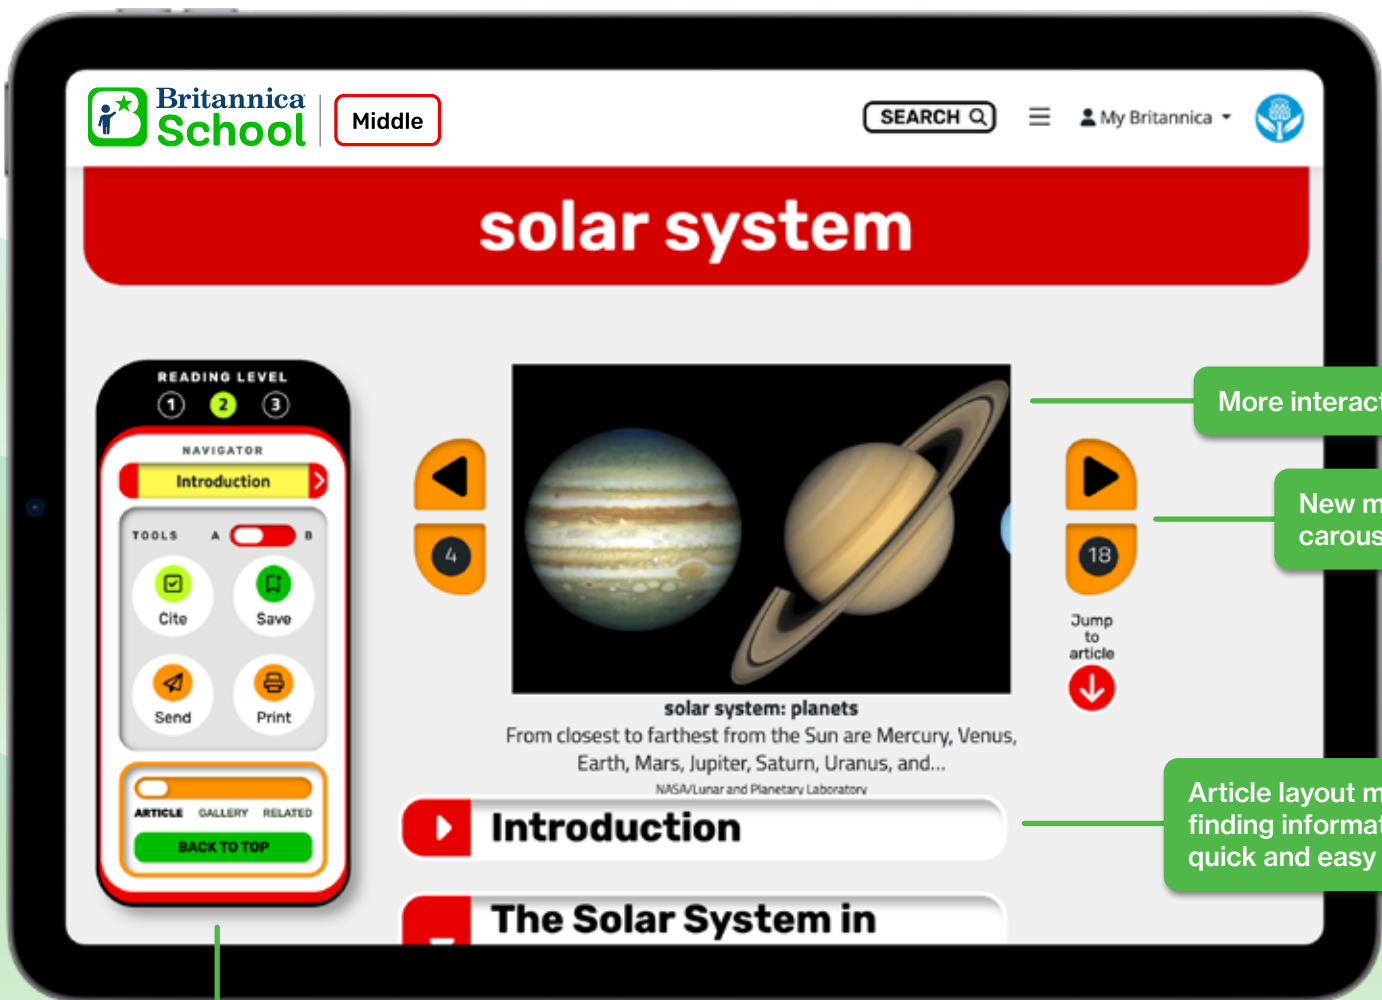 Britannica
School
Middle
SEARCH
My Britannica
solar system
READING LEVEL
1 2 3
NAVIGATOR
Introduction
TOOLS A B
Cite Save
Send Print
ARTICLE GALLERY RELATED
BACK TO TOP
4
18
Jump
to
article
solar system: planets
From closest to farthest from the Sun are Mercury, Venus,
Earth, Mars, Jupiter, Saturn, Uranus, and...
NASA/Lunar and Planetary Laboratory
Introduction
The Solar System in
More
New
Article layout
finding
quick and easy